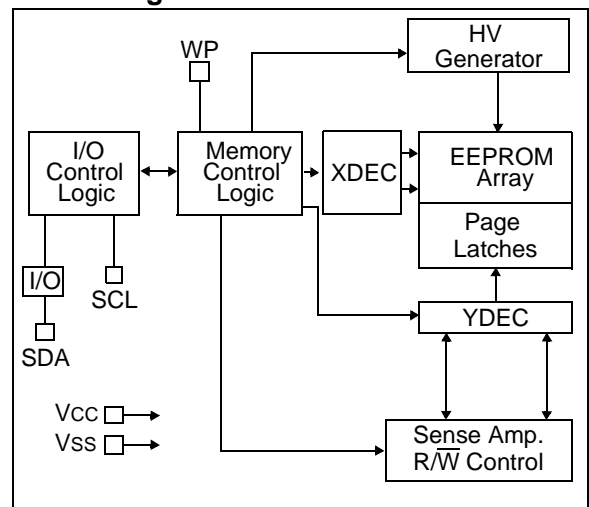 WP
HV
Generator
I/O
Control
Logic
Memory
Control
Logic
XDEC
EEPROM
Array
Page
Latches
I/O
SCL
SDA
YDEC
VCC
VSS
Sense Amp.
R/W̅ Control